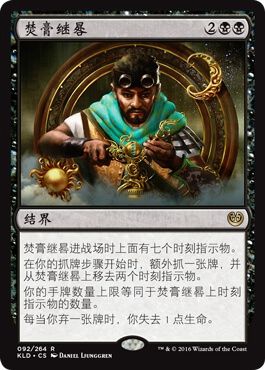 焚膏继晷 2
结界
焚膏继晷进战场时上面有七个时刻指示物。
在你的抓牌步骤开始时，额外抓一张牌，并
从焚膏继晷上移去两个时刻指示物。
你的手牌数量上限等同于焚膏继晷上时刻
指示物的数量。
每当你弃一张牌时，你失去 1 点生命。
092/264 R
KLD • CS DANIEL LJUNGGREN ™ & © 2016 Wizards of the Coast